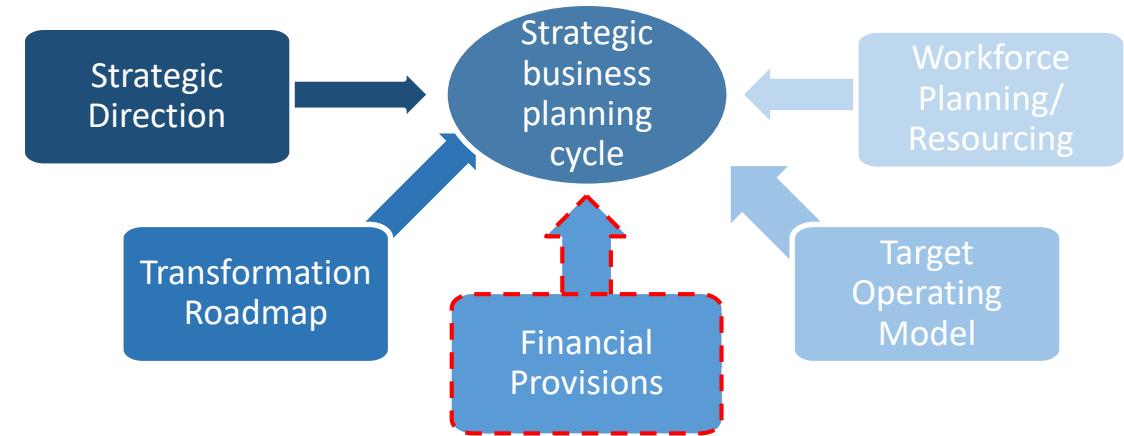 Strategic
Direction
Strategic
business
planning
cycle
Workforce
Planning/
Resourcing
Transformation
Roadmap
Financial
Provisions
Target
Operating
Model